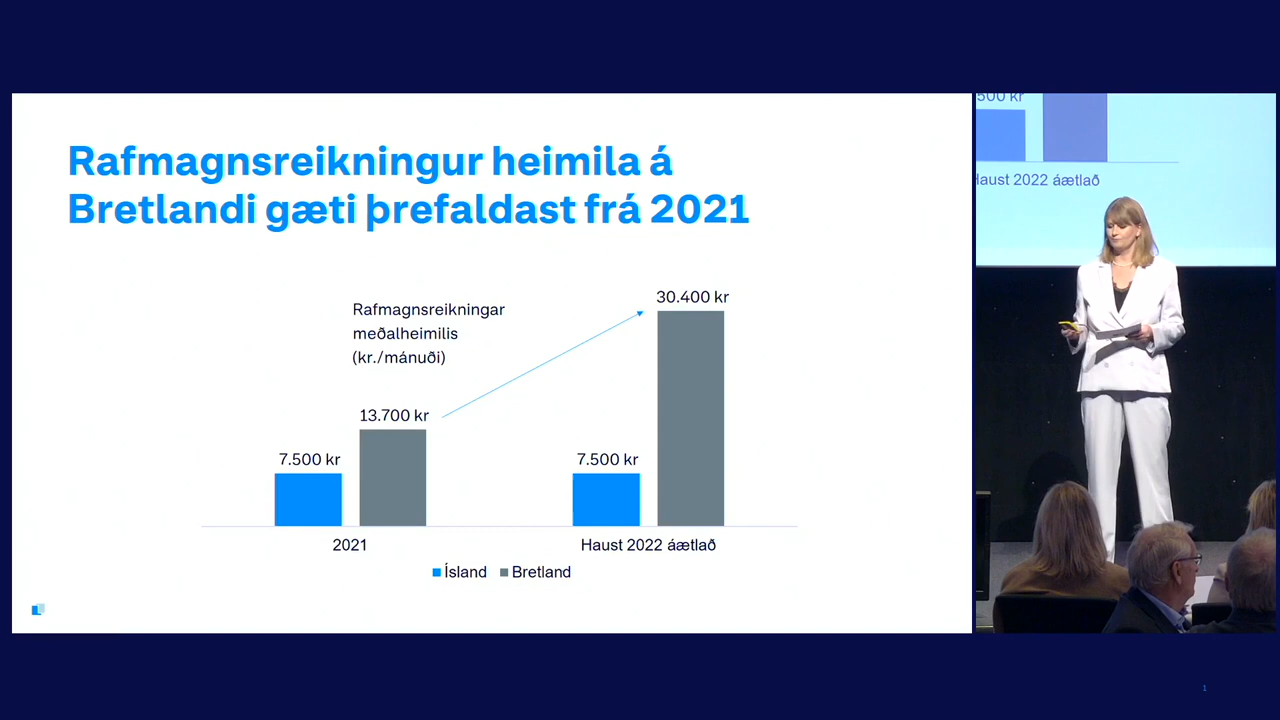 Rafmagnsreikningur heimila á
Bretlandi gæti þrefaldast frá 2021
Rafmagnsreikningar
meðalheimilis
(kr./mánuði)
30.400 kr
13.700 kr
7.500 kr
7.500 kr
2021
Haust 2022 áætlað
Ísland
Bretland
500 kr
Haust 2022 áætlað
1